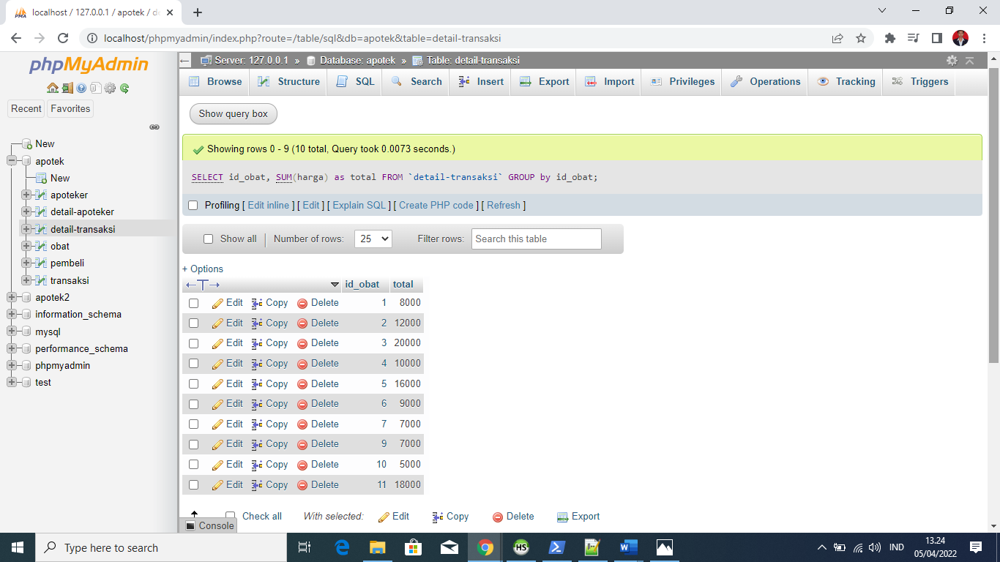 localhost / 127.0.0.1 / apotek / de
localhost/phpmyadmin/index.php?route=/table/sql&db=apotek&table=detail-transaksi
phpMyAdmin
Recent Favorites
New
apotek
New
apoteker
detail-apoteker
detail-transaksi
obat
pembeli
transaksi
apotek2
information_schema
mysql
performance_schema
phpmyadmin
test
Server: 127.0.0.1 » Database: apotek » Table: detail-transaksi
Browse Structure SQL Search Insert Export Import Privileges Operations Tracking Triggers
Show query box
Showing rows 0 - 9 (10 total, Query took 0.0073 seconds.)
SELECT id_obat, SUM(harga) as total FROM `detail-transaksi` GROUP by id_obat;
Profiling [ Edit inline ] [ Edit ] [ Explain SQL ] [ Create PHP code ] [ Refresh ]
Show all | Number of rows: 25 Filter rows: Search this table
+ Options
←T→ id_obat total
Edit Copy Delete 1 8000
Edit Copy Delete 2 12000
Edit Copy Delete 3 20000
Edit Copy Delete 4 10000
Edit Copy Delete 5 16000
Edit Copy Delete 6 9000
Edit Copy Delete 7 7000
Edit Copy Delete 9 7000
Edit Copy Delete 10 5000
Edit Copy Delete 11 18000
Check all With selected: Edit Copy Delete Export
Console
Type here to search
HS
IND
13.24
05/04/2022